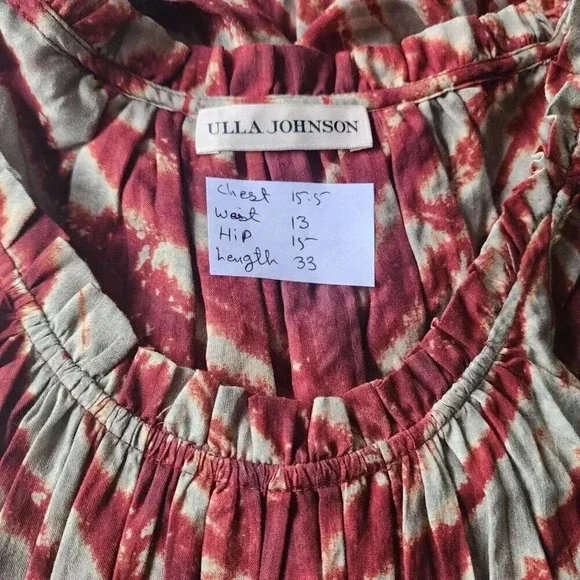 ULLA JOHNSON
Chest 15.5
Waist 13
Hip 15
Length 33